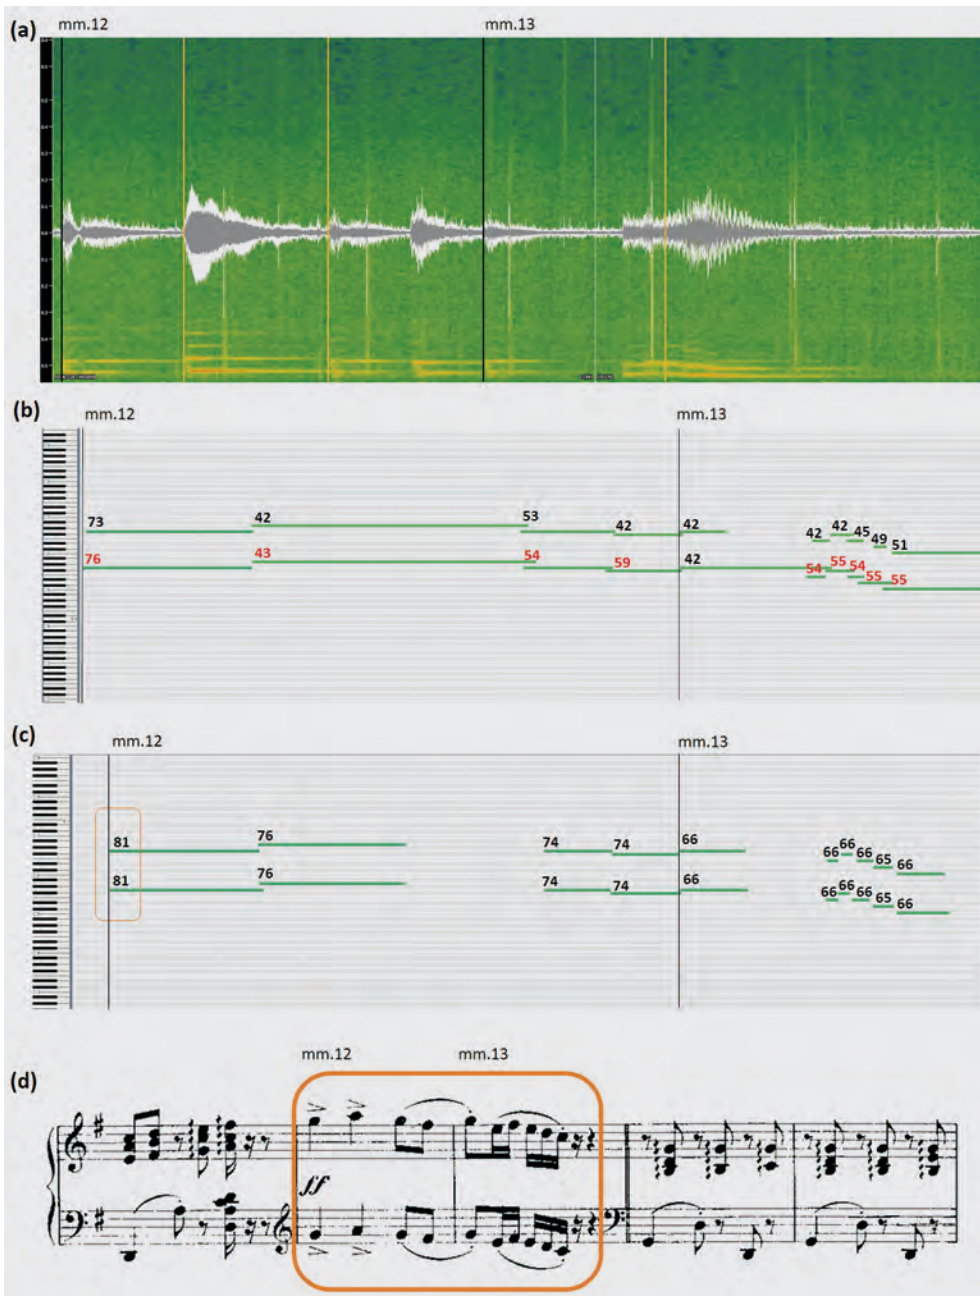 mm.12 mm.13
(a)
(b)
mm.12 mm.13
73 42 53 42 42 42 42 45 49 51
76 43 54 59 42 54 55 54 55 55
(c)
mm.12 mm.13
81 76 74 74 66 66 66 66 65 66
81 76 74 74 66 66 66 66 65 66
mm.12 mm.13
(d)
ff